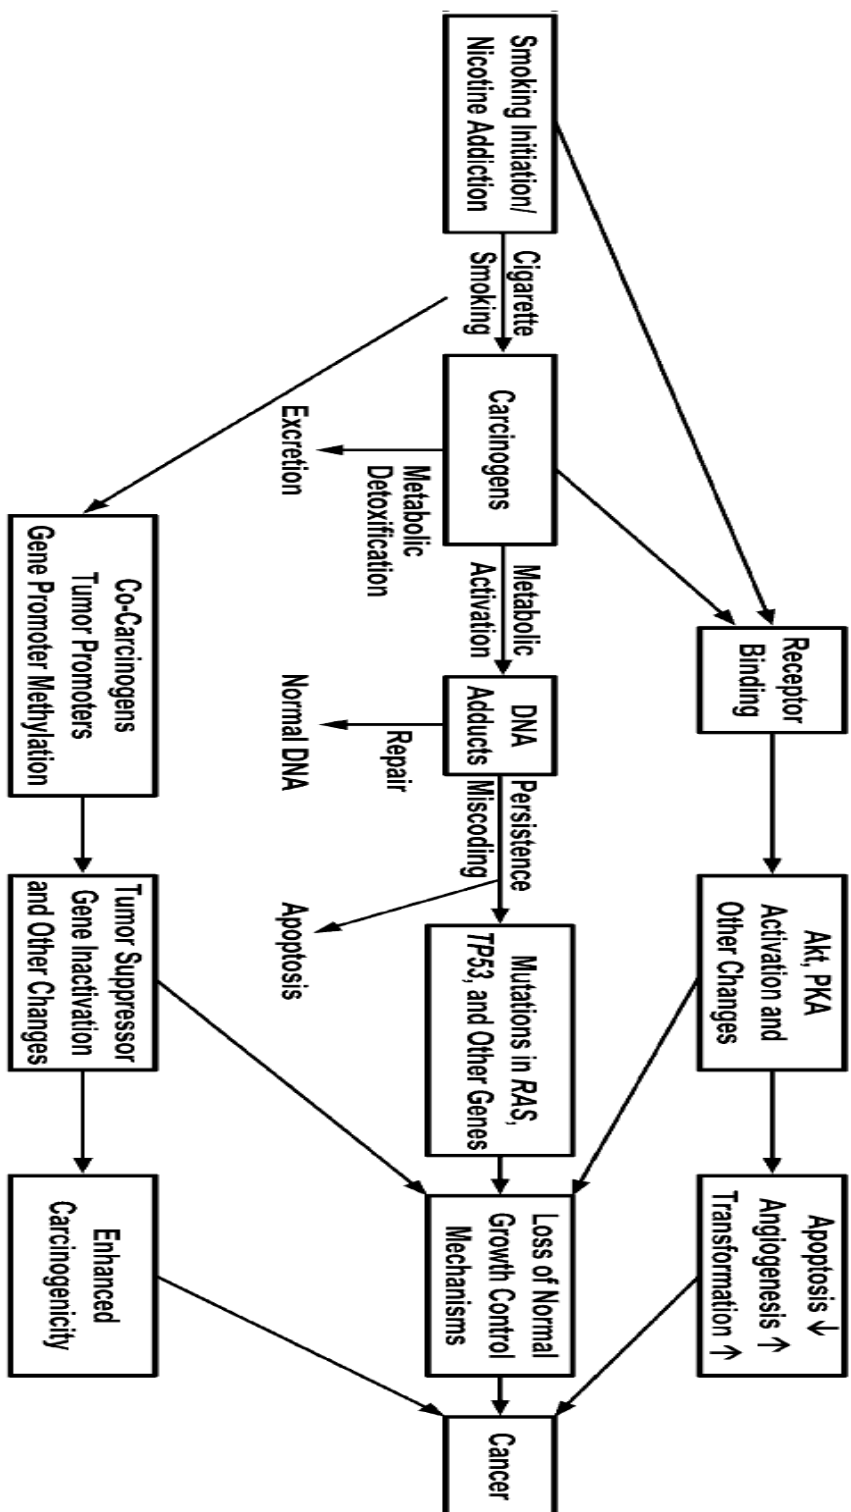 Smoking Initiation/
Nicotine Addiction
Cigarette
Smoking
Carcinogens
Metabolic
Detoxification
Excretion
Metabolic
Activation
DNA
Adducts
Repair
Normal DNA
Persistence
Miscoding
Apoptosis
Mutations in RAS,
TP53, and Other Genes
Loss of Normal
Growth Control
Mechanisms
Cancer
Receptor
Binding
Akt, PKA
Activation and
Other Changes
Apoptosis ↓
Angiogenesis ↑
Transformation ↑
Co-Carcinogens
Tumor Promoters
Gene Promoter Methylation
Tumor Suppressor
Gene Inactivation
and Other Changes
Enhanced
Carcinogenicity